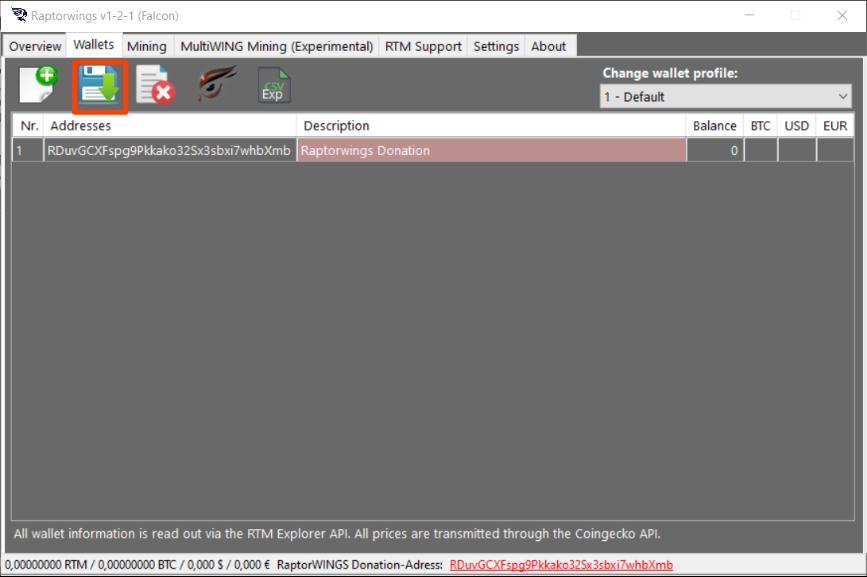 Raptorwings v1-2-1 (Falcon)
Overview Wallets Mining MultiWING Mining (Experimental) RTM Support Settings About
CSV
Exp
Change wallet profile:
1 - Default
Nr. Addresses Description Balance BTC USD EUR
1 RDuvGCXFspg9Pkkako32Sx3sbxi7whbXmb Raptorwings Donation 0
All wallet information is read out via the RTM Explorer API. All prices are transmitted through the Coingecko API.
0,00000000 RTM / 0,00000000 BTC / 0,000 $ / 0,000 € RaptorWINGS Donation-Adress: RDuvGCXFspg9Pkkako32Sx3sbxi7whbXmb